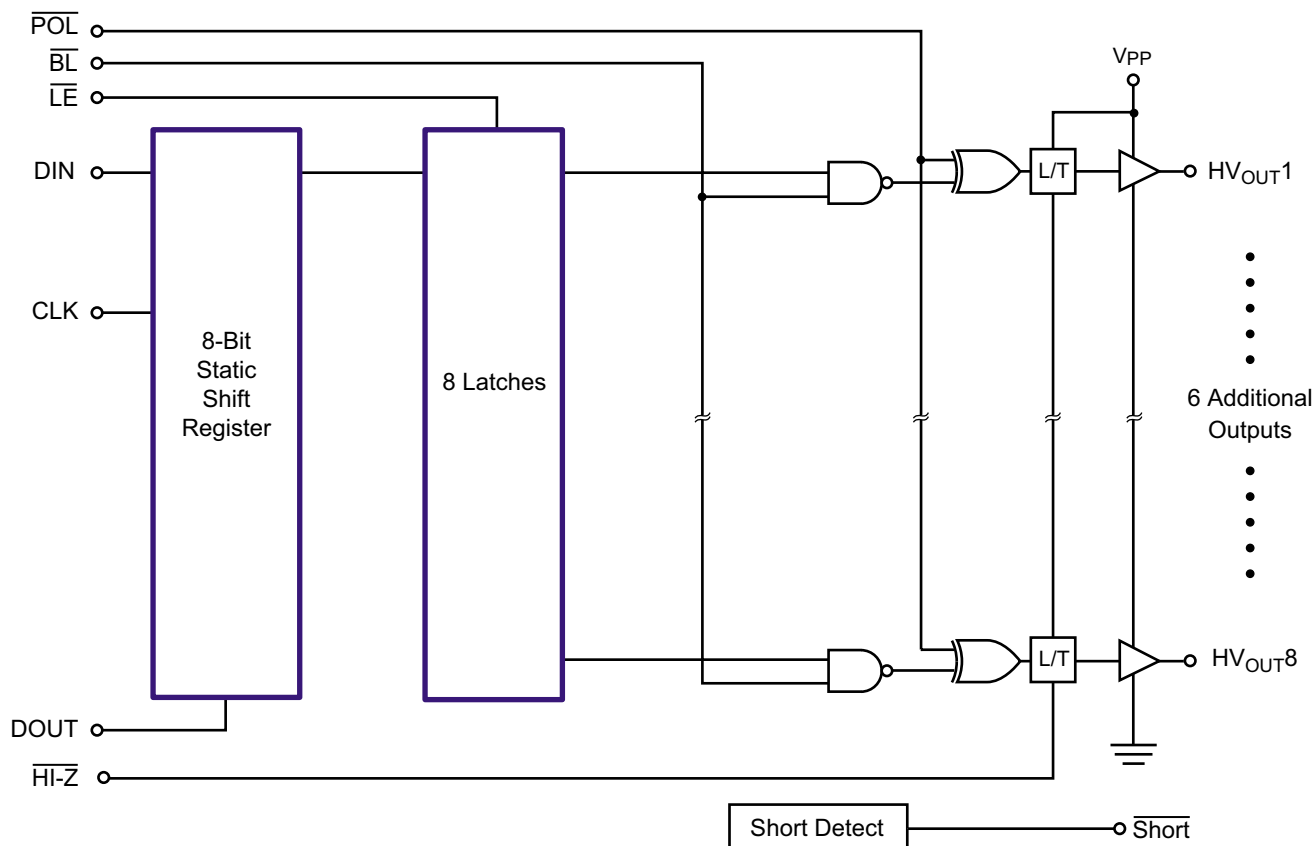 POL
BL
LE
DIN
CLK
DOUT
HI-Z
8-Bit
Static
Shift
Register
8 Latches
VPP
L/T
HVOUT1
6 Additional
Outputs
L/T
HVOUT8
Short Detect
Short